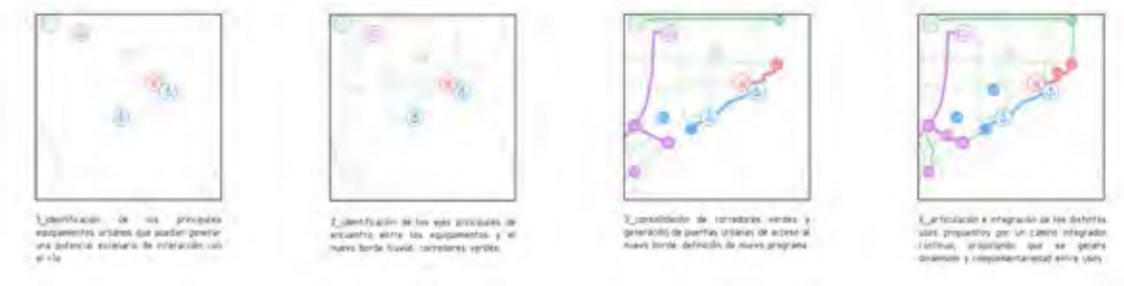 1_identificación de los principales
equipamientos urbanos que puedan generar
una potencial escenario de interacción con
el río
2_identificación de los ejes principales de
encuentro entre los equipamientos y el
nuevo borde fluvial: corredores verdes.
3_consolidación de corredores verdes y
generación de puertas urbanas de acceso al
nuevo borde: definición de nuevo programa
4_articulación e integración de los distintos
usos propuestos por un camino integrador
continuo, propiciando que se genere
dinamismo y complementariedad entre usos